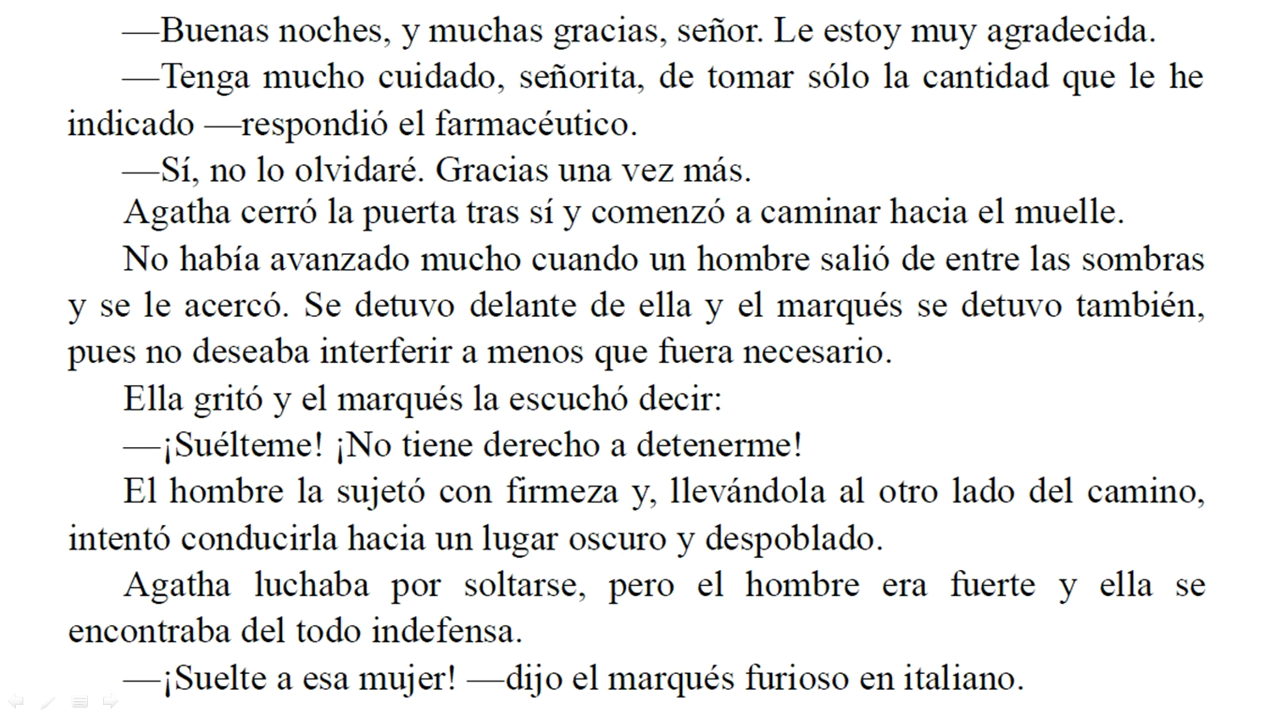 —Buenas noches, y muchas gracias, señor. Le estoy muy agradecida.
—Tenga mucho cuidado, señorita, de tomar sólo la cantidad que le he
indicado —respondió el farmacéutico.
—Sí, no lo olvidaré. Gracias una vez más.
Agatha cerró la puerta tras sí y comenzó a caminar hacia el muelle.
No había avanzado mucho cuando un hombre salió de entre las sombras
y se le acercó. Se detuvo delante de ella y el marqués se detuvo también,
pues no deseaba interferir a menos que fuera necesario.
Ella gritó y el marqués la escuchó decir:
—¡Suélteme! ¡No tiene derecho a detenerme!
El hombre la sujetó con firmeza y, llevándola al otro lado del camino,
intentó conducirla hacia un lugar oscuro y despoblado.
Agatha luchaba por soltarse, pero el hombre era fuerte y ella se
encontraba del todo indefensa.
—¡Suelte a esa mujer! —dijo el marqués furioso en italiano.